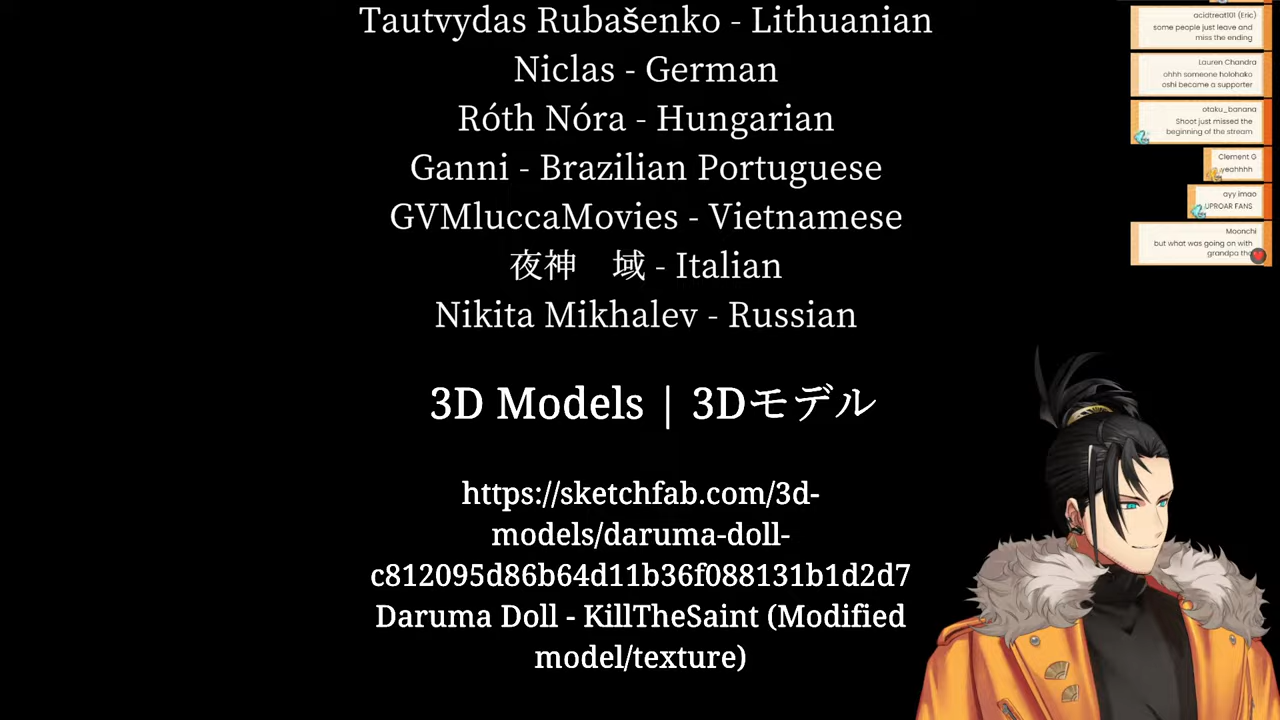 Tautvydas Rubašenko - Lithuanian
Niclas - German
Róth Nóra - Hungarian
Ganni - Brazilian Portuguese
GVMluccaMovies - Vietnamese
夜神　域 - Italian
Nikita Mikhalev - Russian
3D Models | 3Dモデル
https://sketchfab.com/3d-
models/daruma-doll-
c812095d86b64d11b36f088131b1d2d7
Daruma Doll - KillTheSaint (Modified
model/texture)
acidtreat101 (Eric)
some people just leave and
miss the ending
Lauren Chandra
ohhh someone holohako
oshi became a supporter
otaku_banana
Shoot just missed the
beginning of the stream
Clement G
yeahhhh
ayy lmao
UPROAR FANS
Moonchi
but what was going on with
grandpa